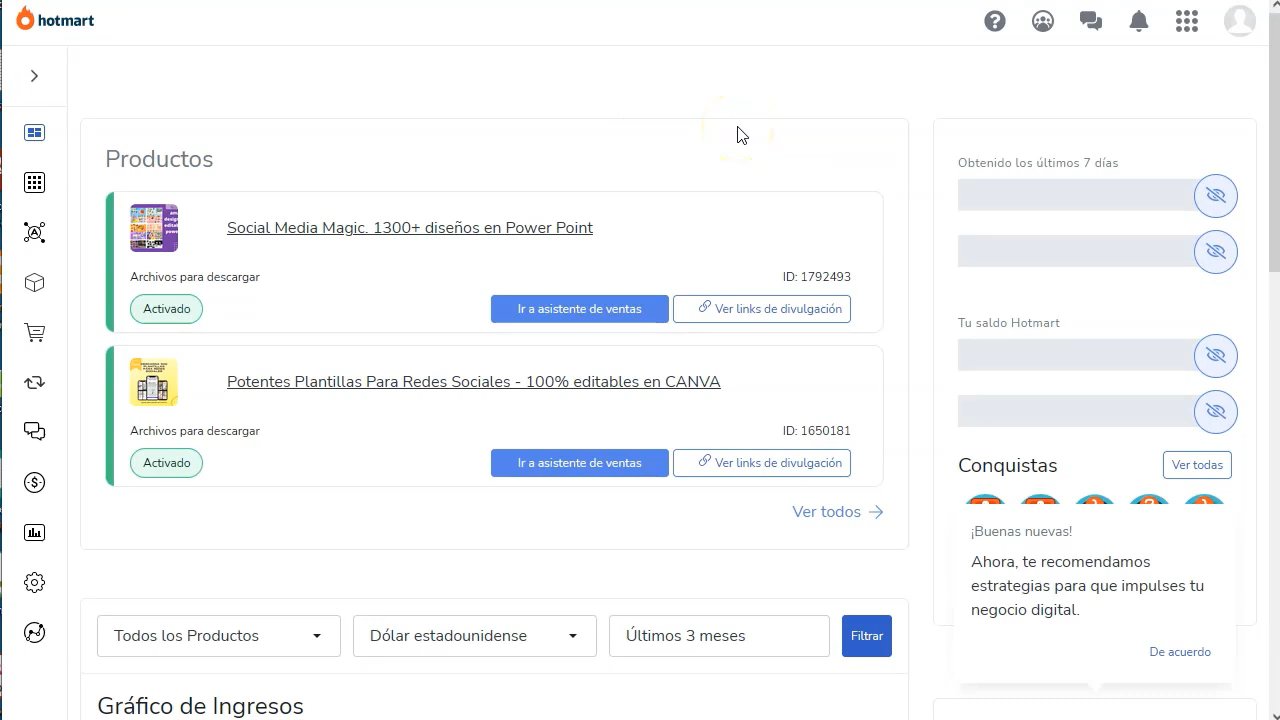 hotmart
Productos
Social Media Magic. 1300+ diseños en Power Point
Archivos para descargar
ID: 1792493
Activado
Ir a asistente de ventas
Ver links de divulgación
Potentes Plantillas Para Redes Sociales - 100% editables en CANVA
Archivos para descargar
ID: 1650181
Activado
Ir a asistente de ventas
Ver links de divulgación
Ver todos
Todos los Productos
Dólar estadounidense
Últimos 3 meses
Filtrar
Gráfico de Ingresos
Obtenido los últimos 7 días
Tu saldo Hotmart
Conquistas
Ver todas
¡Buenas nuevas!
Ahora, te recomendamos
estrategias para que impulses tu
negocio digital.
De acuerdo